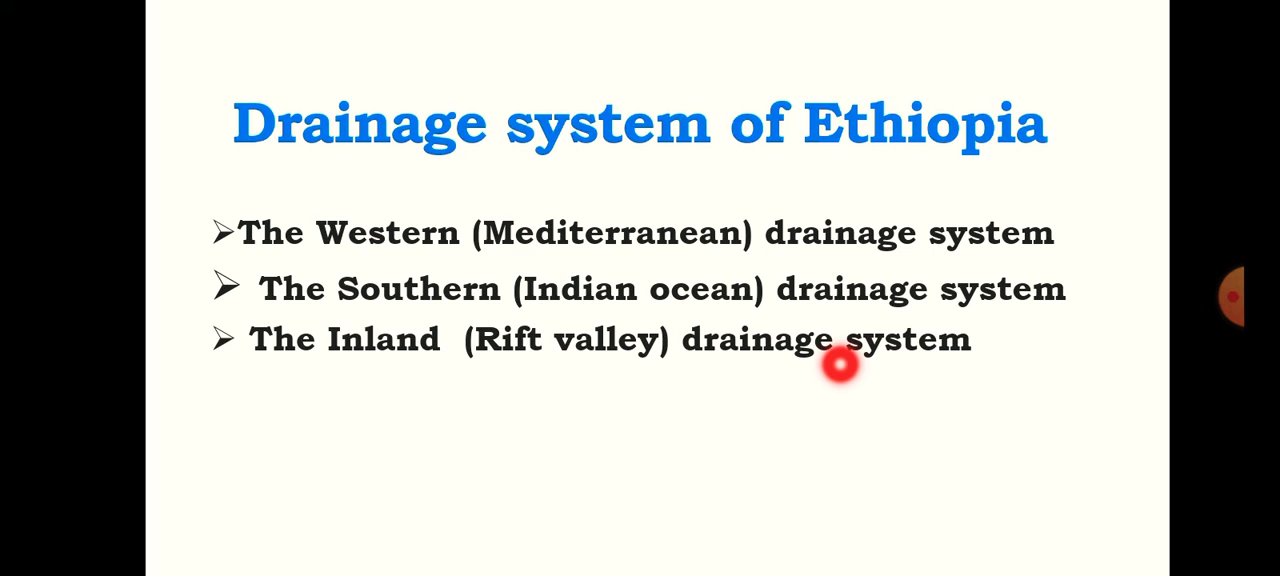 Drainage system of Ethiopia
➢The Western (Mediterranean) drainage system
➢ The Southern (Indian ocean) drainage system
➢ The Inland (Rift valley) drainage system